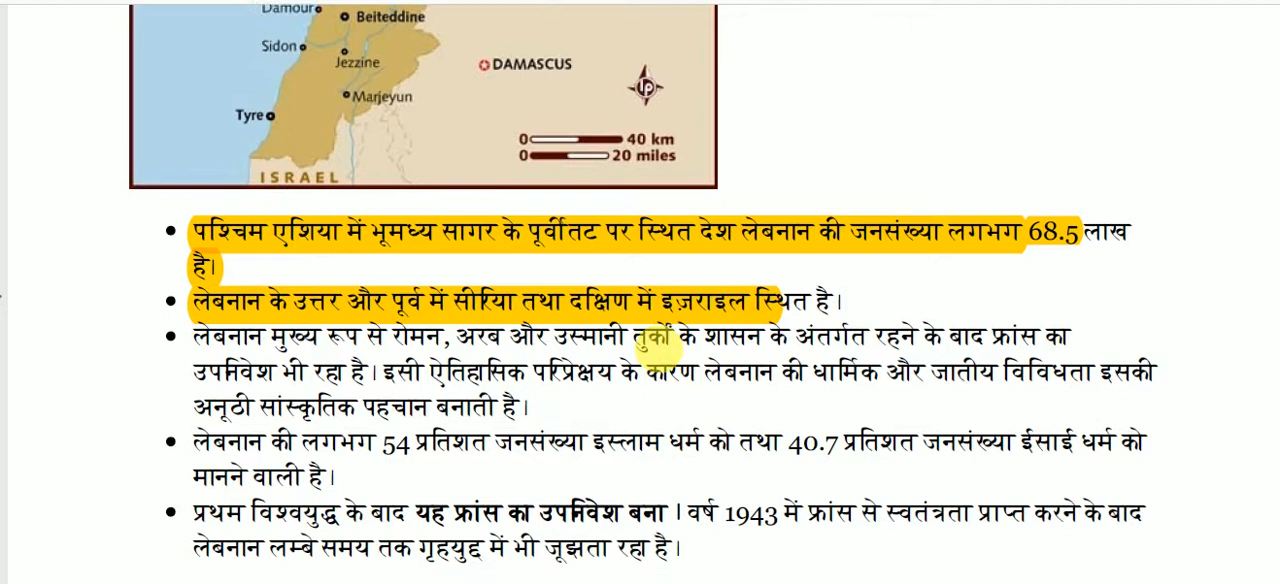 Damour
Beiteddine
Sidon
Jezzine
DAMASCUS
Marjeyun
Tyre
0 40 km
0 20 miles
ISRAEL
lp
• पश्चिम एशिया में भूमध्य सागर के पूर्वीतट पर स्थित देश लेबनान की जनसंख्या लगभग 68.5 लाख
है।
• लेबनान के उत्तर और पूर्व में सीरिया तथा दक्षिण में इज़राइल स्थित है।
• लेबनान मुख्य रूप से रोमन, अरब और उस्मानी तुर्कों के शासन के अंतर्गत रहने के बाद फ्रांस का
उपनिवेश भी रहा है। इसी ऐतिहासिक परिप्रेक्षय के कारण लेबनान की धार्मिक और जातीय विविधता इसकी
अनूठी सांस्कृतिक पहचान बनाती है।
• लेबनान की लगभग 54 प्रतिशत जनसंख्या इस्लाम धर्म को तथा 40.7 प्रतिशत जनसंख्या ईसाई धर्म को
मानने वाली है।
• प्रथम विश्वयुद्ध के बाद यह फ्रांस का उपनिवेश बना । वर्ष 1943 में फ्रांस से स्वतंत्रता प्राप्त करने के बाद
लेबनान लम्बे समय तक गृहयुद्द में भी जूझता रहा है।